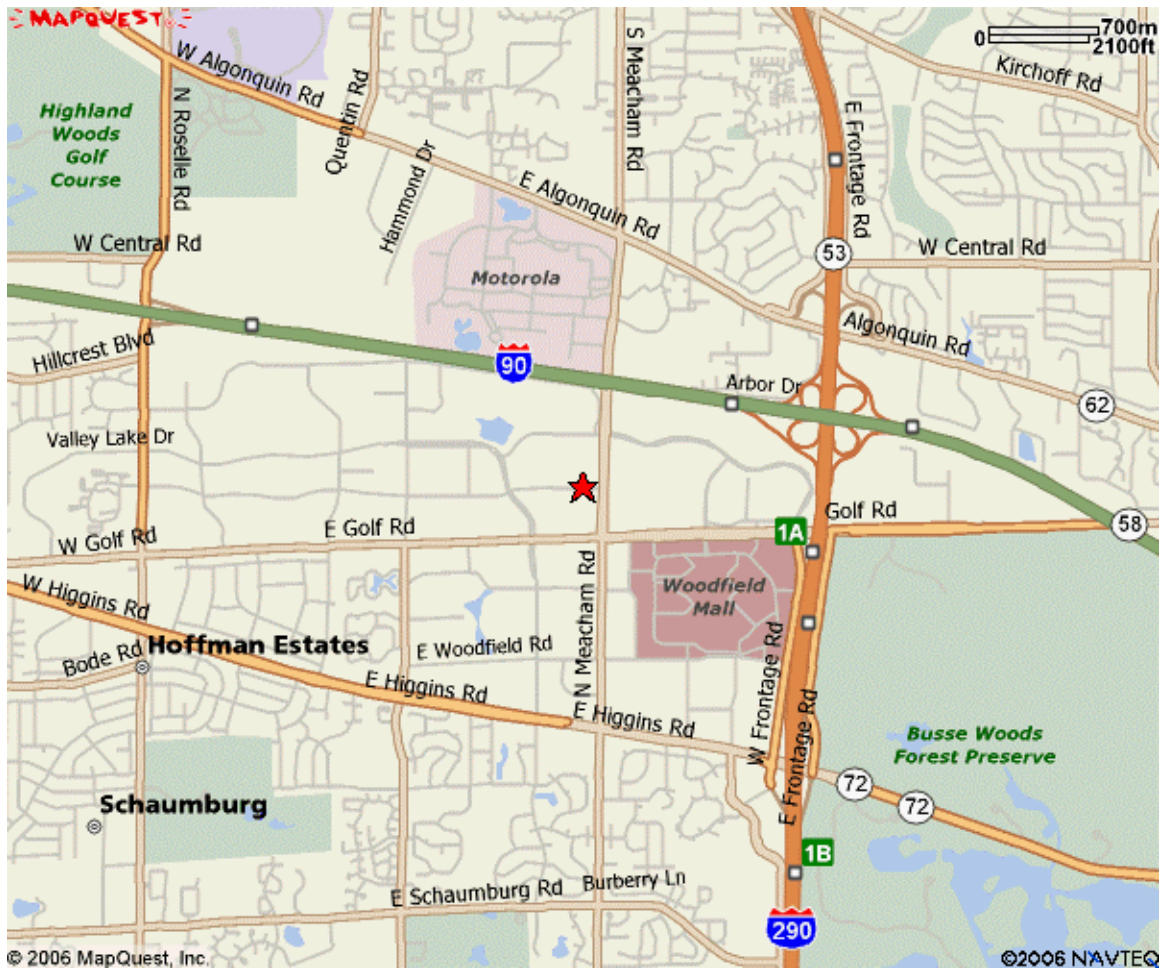 MAPQUEST
700m
0
2100ft
Kirchoff Rd
W Algonquin Rd
S Meacham Rd
Highland
Woods
Golf
Course
N Roselle Rd
Quentin Rd
Hammond Dr
E Frontage Rd
E Algonquin Rd
W Central Rd
53
W Central Rd
Motorola
Algonquin Rd
Hillcrest Blvd
90
Arbor Dr
62
Valley Lake Dr
Golf Rd
58
E Golf Rd
W Golf Rd
1A
W Higgins Rd
N Meacham Rd
Woodfield
Mall
Hoffman Estates
E Woodfield Rd
Bode Rd
W Frontage Rd
E Higgins Rd
E Higgins Rd
E Frontage Rd
Busse Woods
Forest Preserve
72
72
Schaumburg
1B
E Schaumburg Rd
Burberry Ln
290
© 2006 MapQuest, Inc.
©2006 NAVTEQ